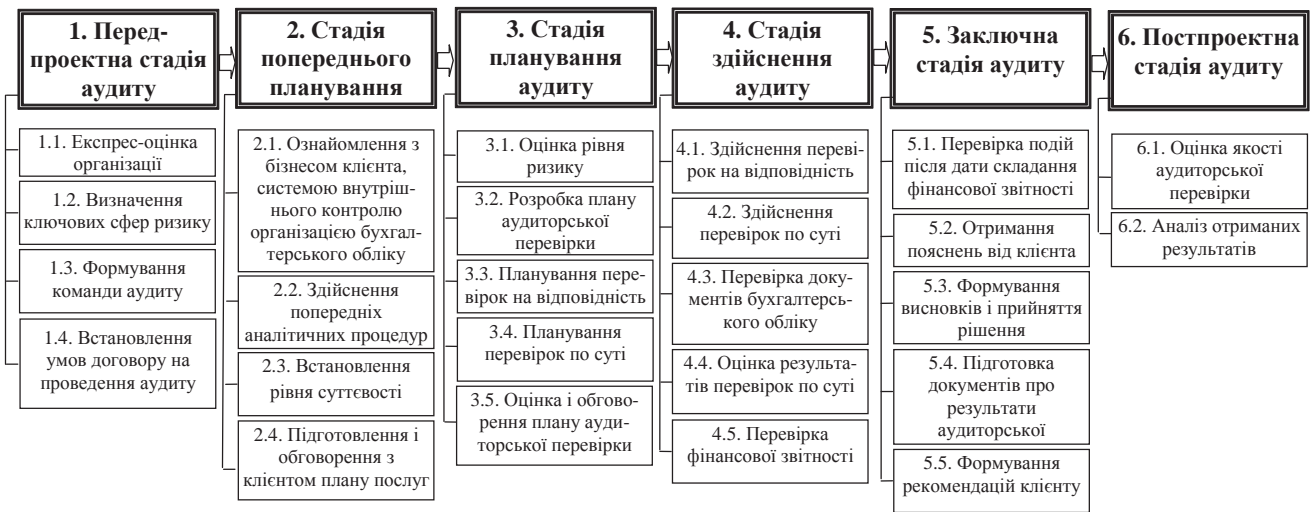 1. Перед-
проектна стадія
аудиту
1.1. Експрес-оцінка
організації
1.2. Визначення
ключових сфер ризику
1.3. Формування
команди аудиту
1.4. Встановлення
умов договору на
проведення аудиту
2. Стадія
попереднього
планування
2.1. Ознайомлення з
бізнесом клієнта,
системою внутріш-
нього контролю
організацією бухгал-
терського обліку
2.2. Здійснення
попередніх
аналітичних процедур
2.3. Встановлення
рівня суттєвості
2.4. Підготовлення і
обговорення з
клієнтом плану послуг
3. Стадія
планування
аудиту
3.1. Оцінка рівня
ризику
3.2. Розробка плану
аудиторської
перевірки
3.3. Планування пере-
вірок на відповідність
3.4. Планування
перевірок по суті
3.5. Оцінка і обгово-
рення плану ауди-
торської перевірки
4. Стадія
здійснення
аудиту
4.1. Здійснення переві-
рок на відповідність
4.2. Здійснення
перевірок по суті
4.3. Перевірка доку-
ментів бухгалтерсь-
кого обліку
4.4. Оцінка результа-
тів перевірок по суті
4.5. Перевірка
фінансової звітності
5. Заключна
стадія аудиту
5.1. Перевірка подій
після дати складання
фінансової звітності
5.2. Отримання
пояснень від клієнта
5.3. Формування
висновків і прийняття
рішення
5.4. Підготовка
документів про
результати
аудиторської
5.5. Формування
рекомендацій клієнту
6. Постпроектна
стадія аудиту
6.1. Оцінка якості
аудиторської
перевірки
6.2. Аналіз отриманих
результатів